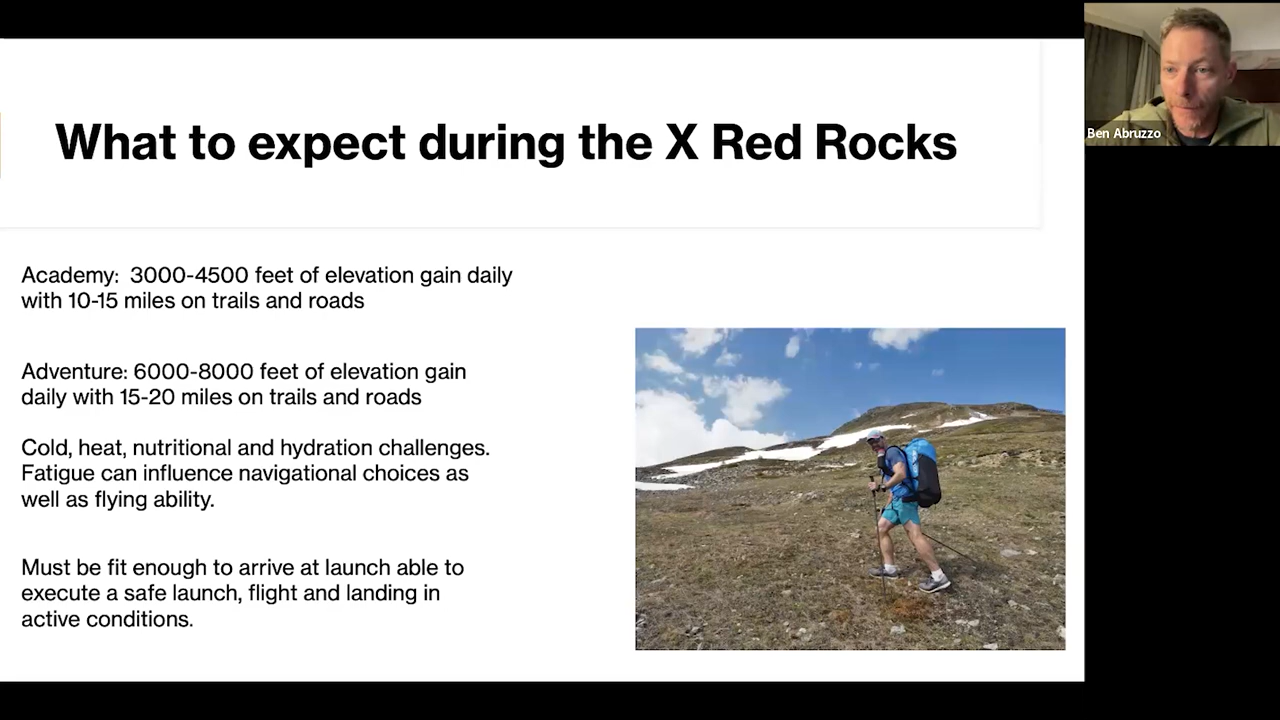 What to expect during the X Red Rocks
Ben Abruzzo
Academy:  3000-4500 feet of elevation gain daily
with 10-15 miles on trails and roads
Adventure: 6000-8000 feet of elevation gain
daily with 15-20 miles on trails and roads
Cold, heat, nutritional and hydration challenges.
Fatigue can influence navigational choices as
well as flying ability.
Must be fit enough to arrive at launch able to
execute a safe launch, flight and landing in
active conditions.